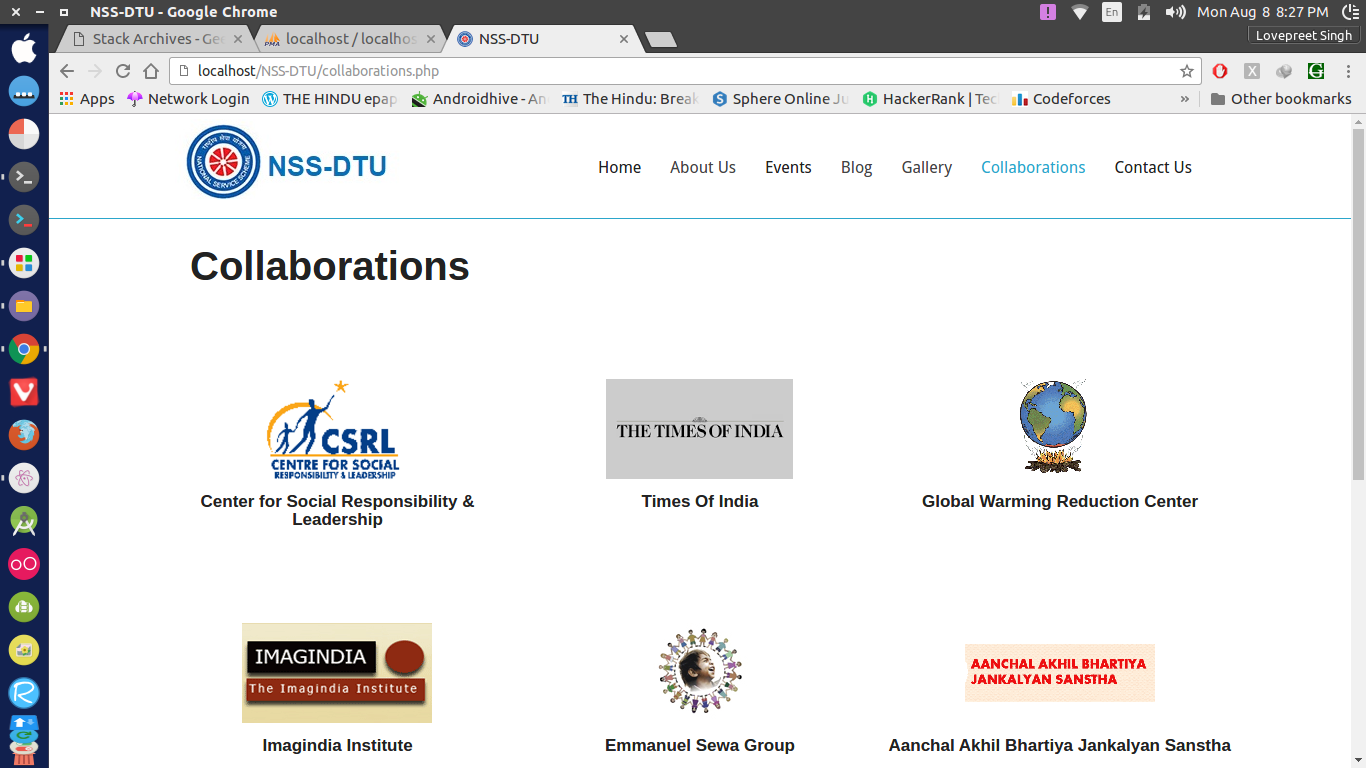 NSS-DTU - Google Chrome
En
Mon Aug 8 8:27 PM
Stack Archives - Gee
localhost / localhos
NSS-DTU
Lovepreet Singh
localhost/NSS-DTU/collaborations.php
Apps
Network Login
THE HINDU epap
Androidhive - An
The Hindu: Break
Sphere Online Ju
HackerRank | Tec
Codeforces
»
Other bookmarks
NATIONAL SERVICE SCHEME
NSS-DTU
Home
About Us
Events
Blog
Gallery
Collaborations
Contact Us
Collaborations
CSRL
CENTRE FOR SOCIAL
RESPONSIBILITY & LEADERSHIP
THE TIMES OF INDIA
Center for Social Responsibility &
Leadership
Times Of India
Global Warming Reduction Center
IMAGINDIA
The Imagindia Institute
AANCHAL AKHIL BHARTIYA
JANKALYAN SANSTHA
Imagindia Institute
Emmanuel Sewa Group
Aanchal Akhil Bhartiya Jankalyan Sanstha